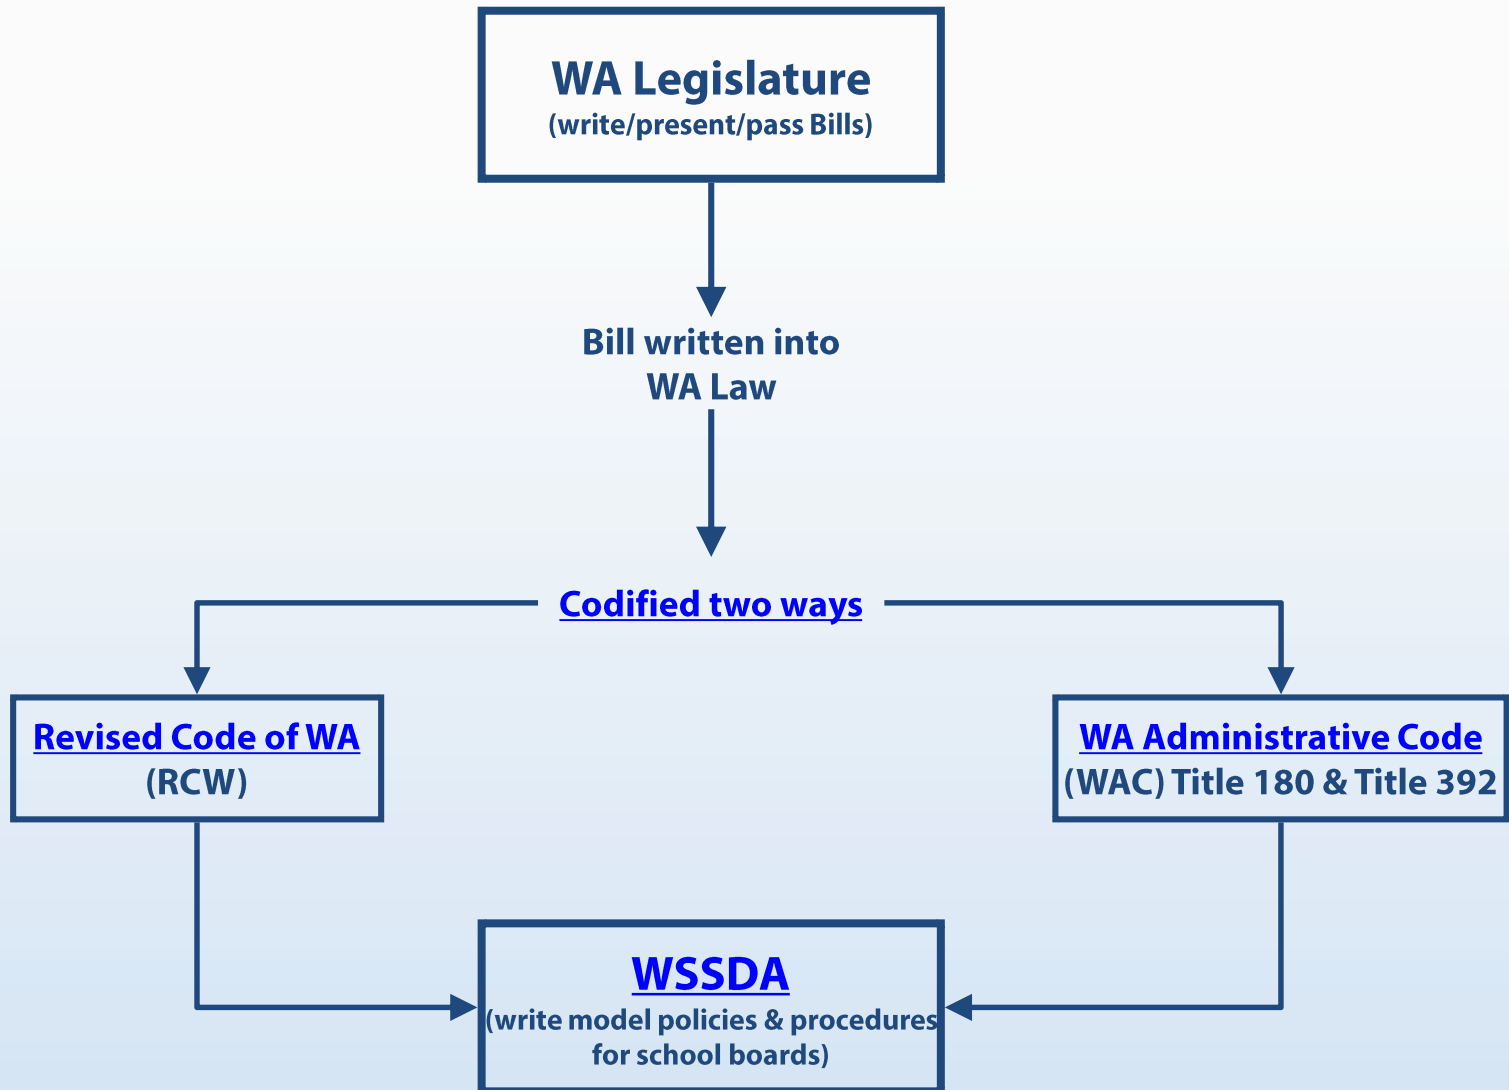 WA Legislature
(write/present/pass Bills)
Bill written into
WA Law
Codified two ways
Revised Code of WA
(RCW)
WA Administrative Code
(WAC) Title 180 & Title 392
WSSDA
(write model policies & procedures
for school boards)